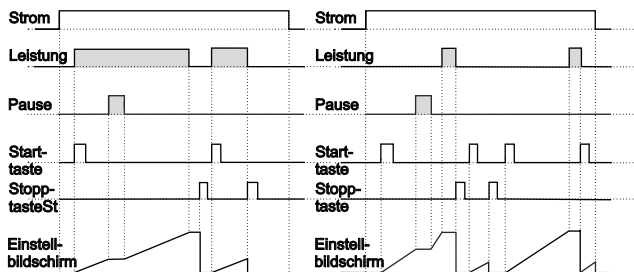 Strom
Leistung
Pause
Start-
taste
Stopp-
tasteSt
Einstell-
bildschirm
Strom
Leistung
Pause
Start-
taste
Stopp-
taste
Einstell-
bildschirm